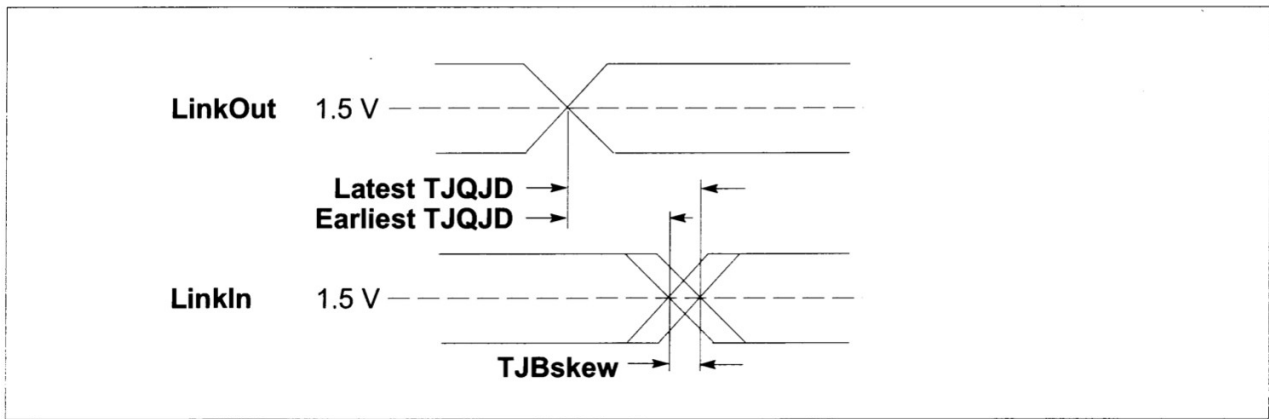 LinkOut 1.5 V
Latest TJQJD
Earliest TJQJD
LinkIn 1.5 V
TJBskew